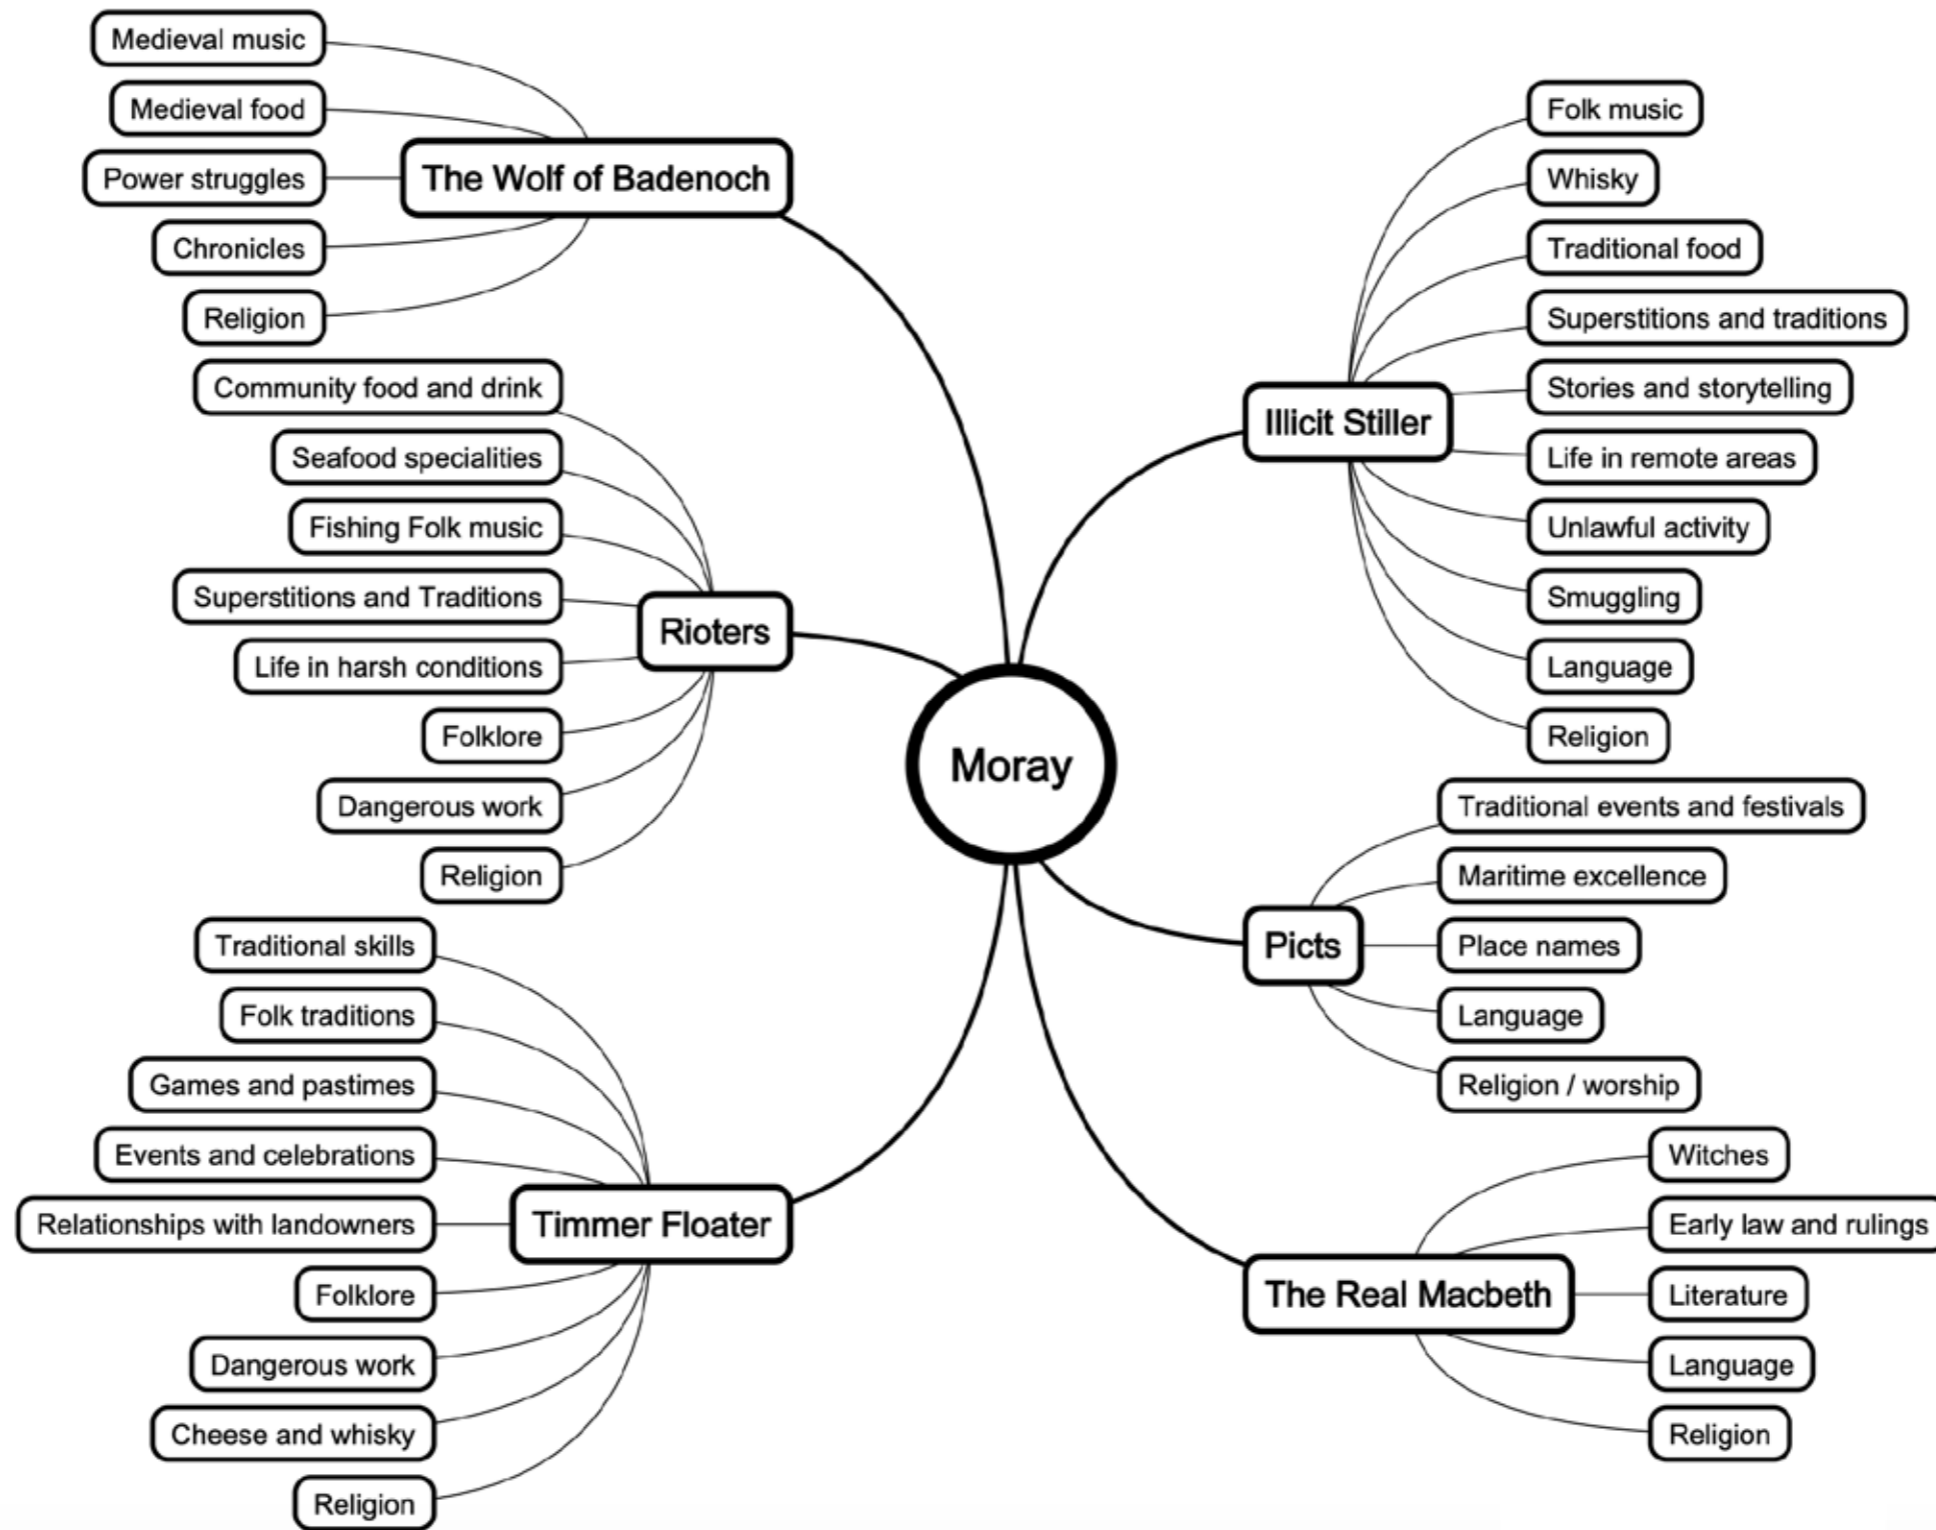 Moray
The Wolf of Badenoch
Medieval music
Medieval food
Power struggles
Chronicles
Religion
Rioters
Community food and drink
Seafood specialities
Fishing Folk music
Superstitions and Traditions
Life in harsh conditions
Folklore
Dangerous work
Religion
Timmer Floater
Traditional skills
Folk traditions
Games and pastimes
Events and celebrations
Relationships with landowners
Folklore
Dangerous work
Cheese and whisky
Religion
Illicit Stiller
Folk music
Whisky
Traditional food
Superstitions and traditions
Stories and storytelling
Life in remote areas
Unlawful activity
Smuggling
Language
Religion
Picts
Traditional events and festivals
Maritime excellence
Place names
Language
Religion / worship
The Real Macbeth
Witches
Early law and rulings
Literature
Language
Religion